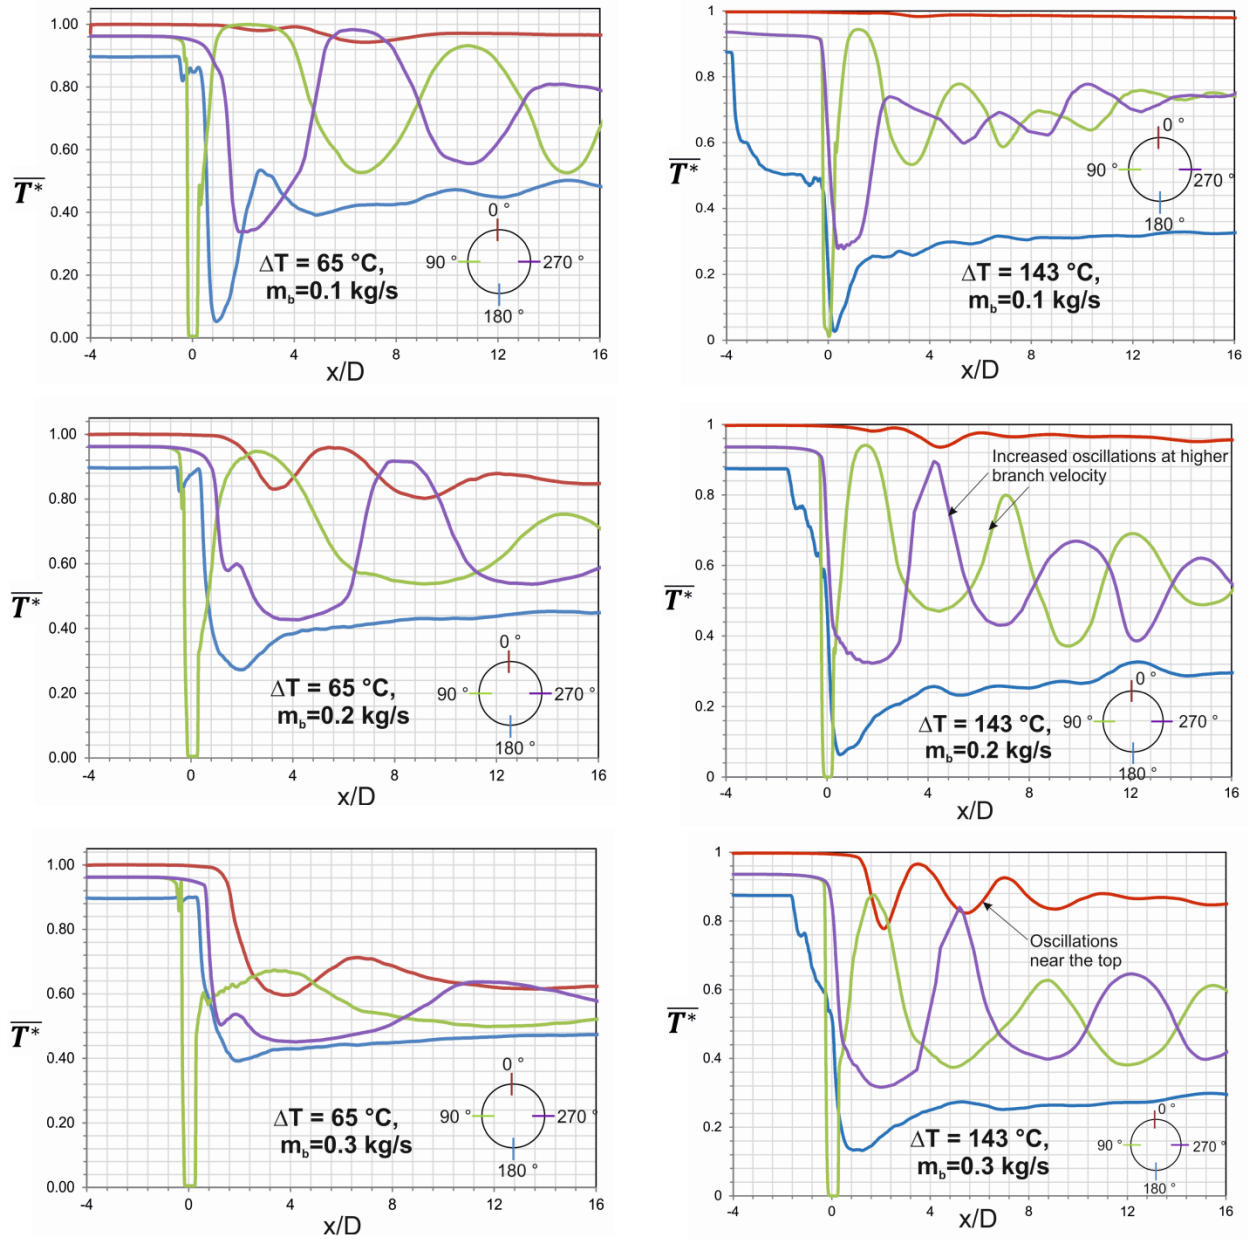 1.00
0.80
0.60
0.40
0.20
0.00
T*
-4 0 4 8 12 16
x/D
0 °
90 ° 270 °
180 °
ΔT = 65 °C,
m_b=0.1 kg/s
1
0.8
0.6
0.4
0.2
0
T*
-4 0 4 8 12 16
x/D
0 °
90 ° 270 °
180 °
ΔT = 143 °C,
m_b=0.1 kg/s
1.00
0.80
0.60
0.40
0.20
0.00
T*
-4 0 4 8 12 16
x/D
0 °
90 ° 270 °
180 °
ΔT = 65 °C,
m_b=0.2 kg/s
1
0.8
0.6
0.4
0.2
0
T*
-4 0 4 8 12 16
x/D
Increased oscillations at higher
branch velocity
0 °
90 ° 270 °
180 °
ΔT = 143 °C,
m_b=0.2 kg/s
1.00
0.80
0.60
0.40
0.20
0.00
T*
-4 0 4 8 12 16
x/D
0 °
90 ° 270 °
180 °
ΔT = 65 °C,
m_b=0.3 kg/s
1
0.8
0.6
0.4
0.2
0
T*
-4 0 4 8 12 16
x/D
Oscillations
near the top
0 °
90 ° 270 °
180 °
ΔT = 143 °C,
m_b=0.3 kg/s